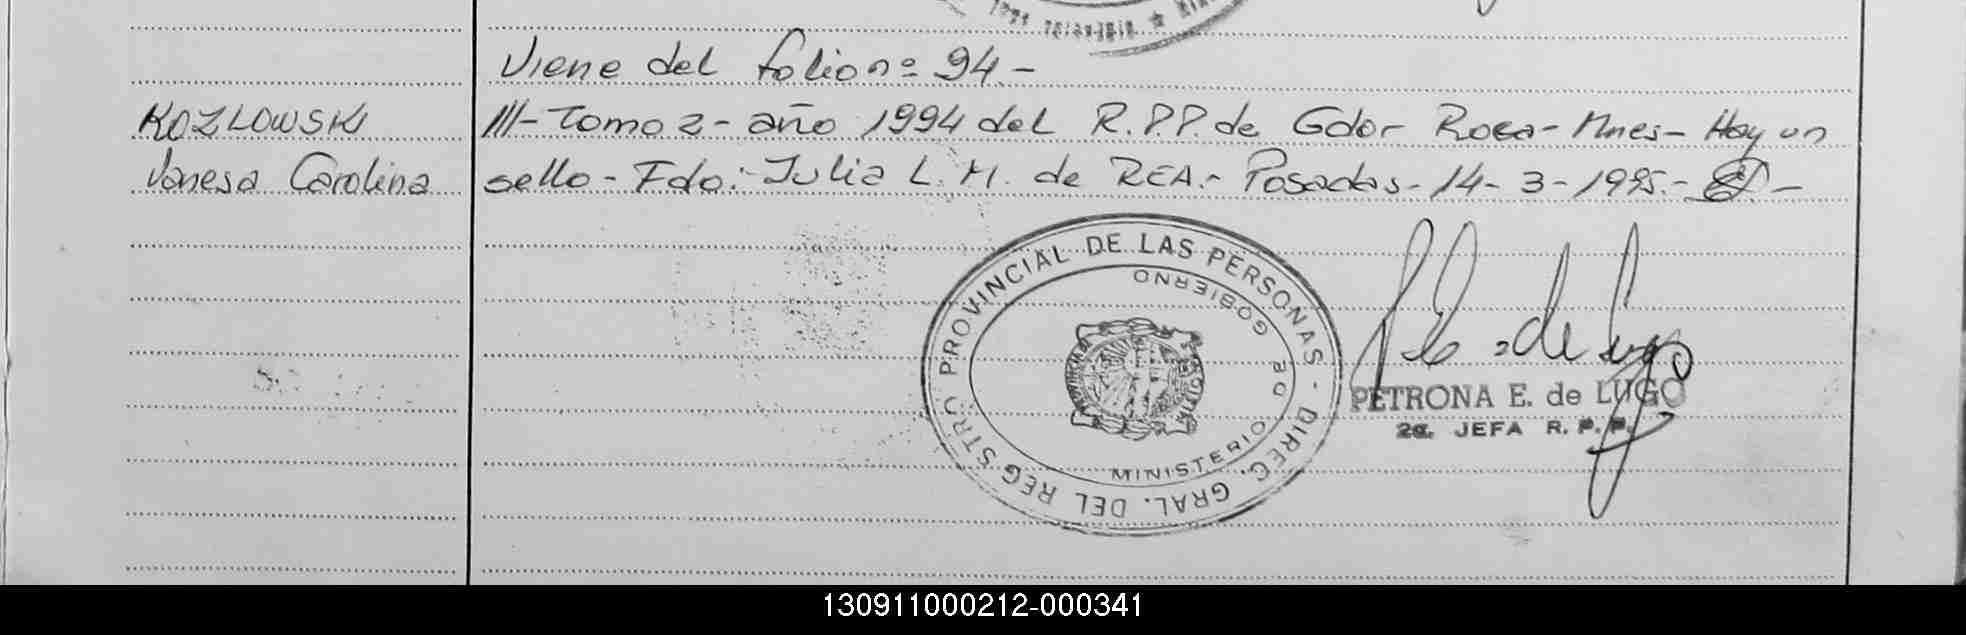 Viene del folio nº 94.-
KOZLOWSKI
Vanesa Carolina
III- Tomo 2- año 1994 del R.P.P. de Gdor Roca- Mnes- Hay un
sello- Fdo: Julia L. M. de REA.- Posadas- 14- 3- 1995.-
DIREC. GRAL. DEL REGISTRO PROVINCIAL DE LAS PERSONAS -
MINISTERIO DE GOBIERNO
PETRONA E. de LUGO
2a. JEFA R. P. P.
130911000212-000341